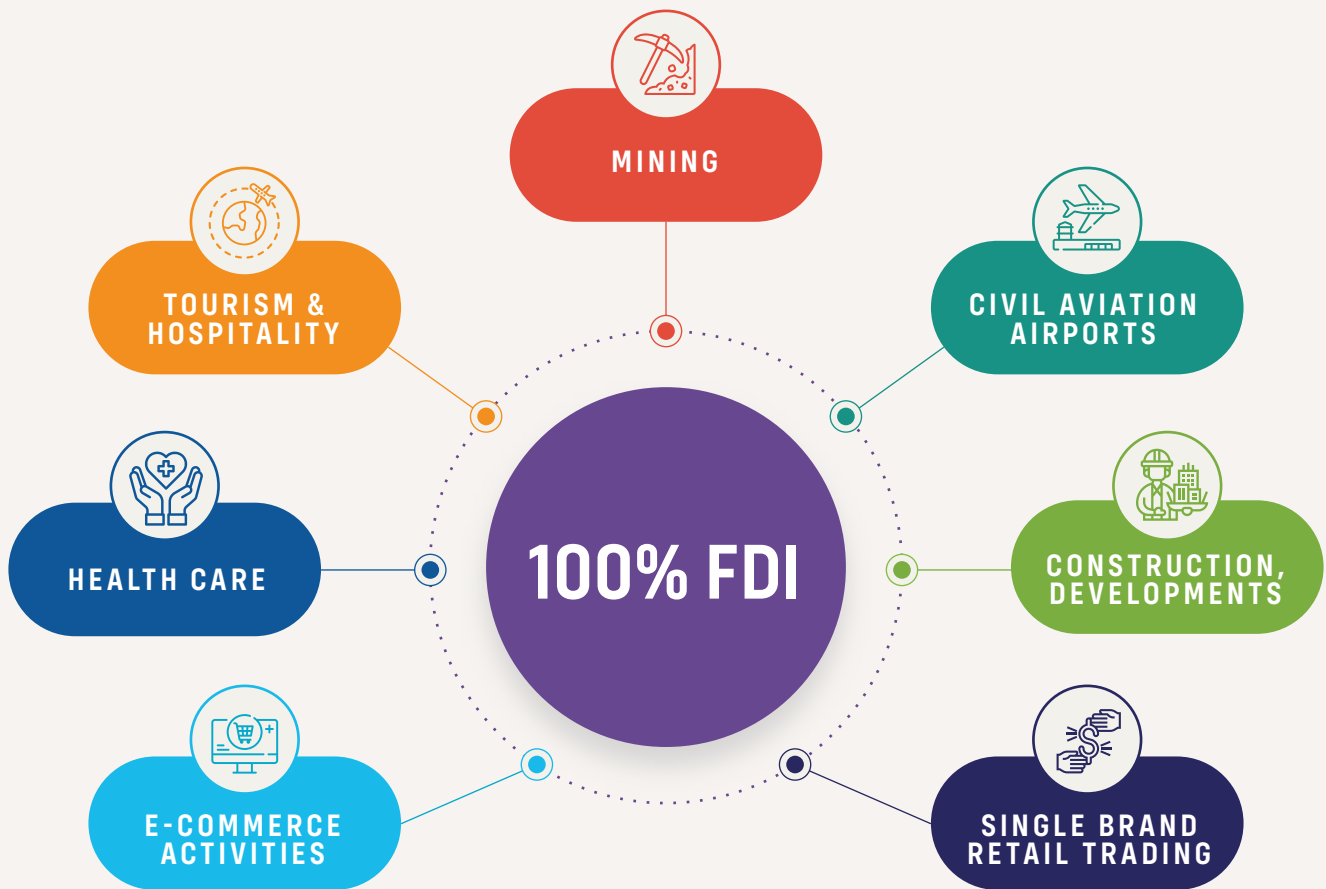 MINING
TOURISM &
HOSPITALITY
CIVIL AVIATION
AIRPORTS
HEALTH CARE
100% FDI
CONSTRUCTION,
DEVELOPMENTS
E-COMMERCE
ACTIVITIES
SINGLE BRAND
RETAIL TRADING